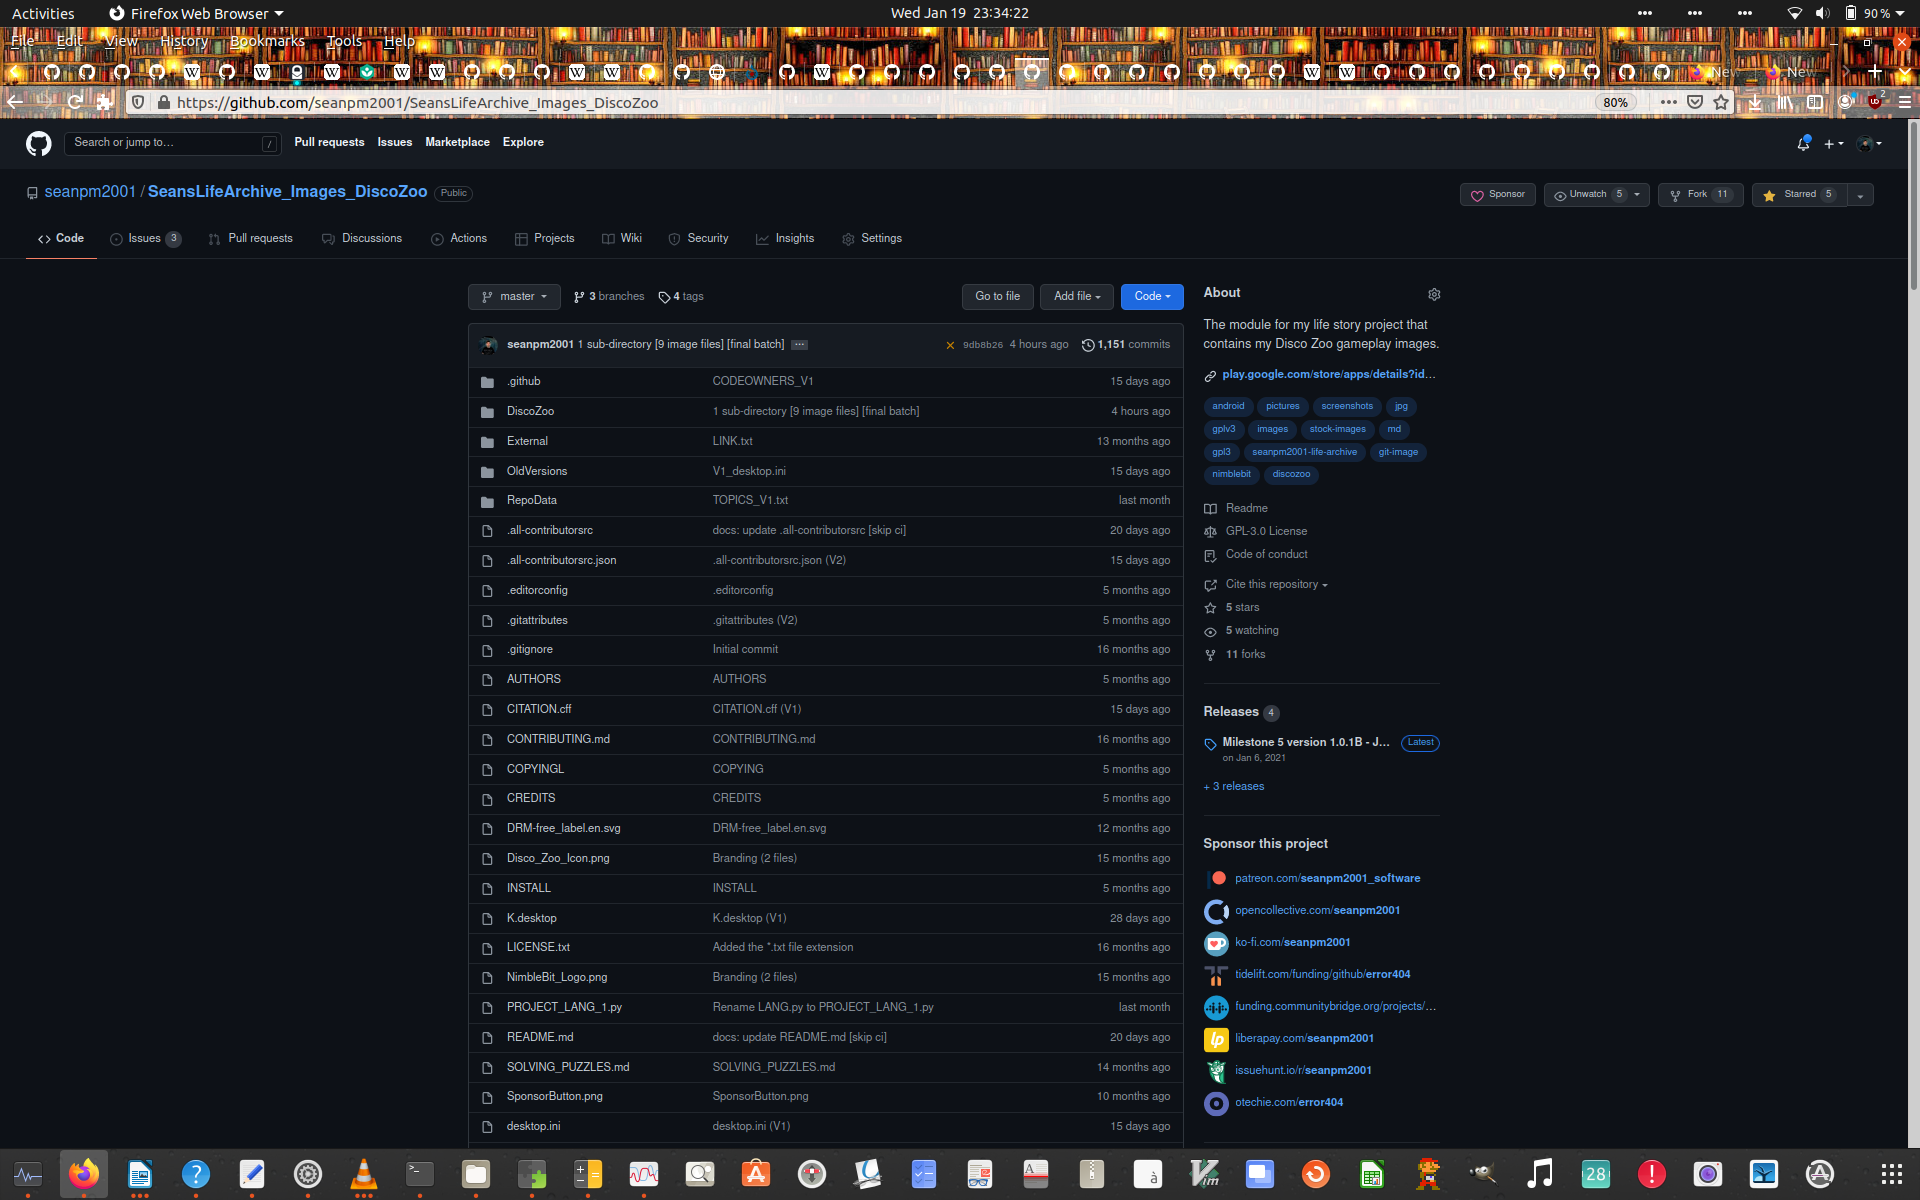 Activities
Firefox Web Browser
Wed Jan 19 23:34:22
90 %
File Edit View History Bookmarks Tools Help
New
New
https://github.com/seanpm2001/SeansLifeArchive_Images_DiscoZoo
80%
2
Search or jump to…
/
Pull requests Issues Marketplace Explore
seanpm2001 / SeansLifeArchive_Images_DiscoZoo Public
Sponsor
Unwatch 5
Fork 11
Starred 5
Code
Issues 3
Pull requests
Discussions
Actions
Projects
Wiki
Security
Insights
Settings
master
3 branches
4 tags
Go to file
Add file
Code
seanpm2001 1 sub-directory [9 image files] [final batch] ...
9db8b26 4 hours ago 1,151 commits
.github CODEOWNERS_V1 15 days ago
DiscoZoo 1 sub-directory [9 image files] [final batch] 4 hours ago
External LINK.txt 13 months ago
OldVersions V1_desktop.ini 15 days ago
RepoData TOPICS_V1.txt last month
.all-contributorsrc docs: update .all-contributorsrc [skip ci] 20 days ago
.all-contributorsrc.json .all-contributorsrc.json (V2) 15 days ago
.editorconfig .editorconfig 5 months ago
.gitattributes .gitattributes (V2) 5 months ago
.gitignore Initial commit 16 months ago
AUTHORS AUTHORS 5 months ago
CITATION.cff CITATION.cff (V1) 15 days ago
CONTRIBUTING.md CONTRIBUTING.md 16 months ago
COPYINGL COPYING 5 months ago
CREDITS CREDITS 5 months ago
DRM-free_label.en.svg DRM-free_label.en.svg 12 months ago
Disco_Zoo_Icon.png Branding (2 files) 15 months ago
INSTALL INSTALL 5 months ago
K.desktop K.desktop (V1) 28 days ago
LICENSE.txt Added the *.txt file extension 16 months ago
NimbleBit_Logo.png Branding (2 files) 15 months ago
PROJECT_LANG_1.py Rename LANG.py to PROJECT_LANG_1.py last month
README.md docs: update README.md [skip ci] 20 days ago
SOLVING_PUZZLES.md SOLVING_PUZZLES.md 14 months ago
SponsorButton.png SponsorButton.png 10 months ago
desktop.ini desktop.ini (V1) 15 days ago
About
The module for my life story project that
contains my Disco Zoo gameplay images.
play.google.com/store/apps/details?id…
android pictures screenshots jpg
gplv3 images stock-images md
gpl3 seanpm2001-life-archive git-image
nimblebit discozoo
Readme
GPL-3.0 License
Code of conduct
Cite this repository
5 stars
5 watching
11 forks
Releases 4
Milestone 5 version 1.0.1B - J… Latest
on Jan 6, 2021
+ 3 releases
Sponsor this project
patreon.com/seanpm2001_software
opencollective.com/seanpm2001
ko-fi.com/seanpm2001
tidelift.com/funding/github/error404
funding.communitybridge.org/projects/…
liberapay.com/seanpm2001
issuehunt.io/r/seanpm2001
otechie.com/error404
28